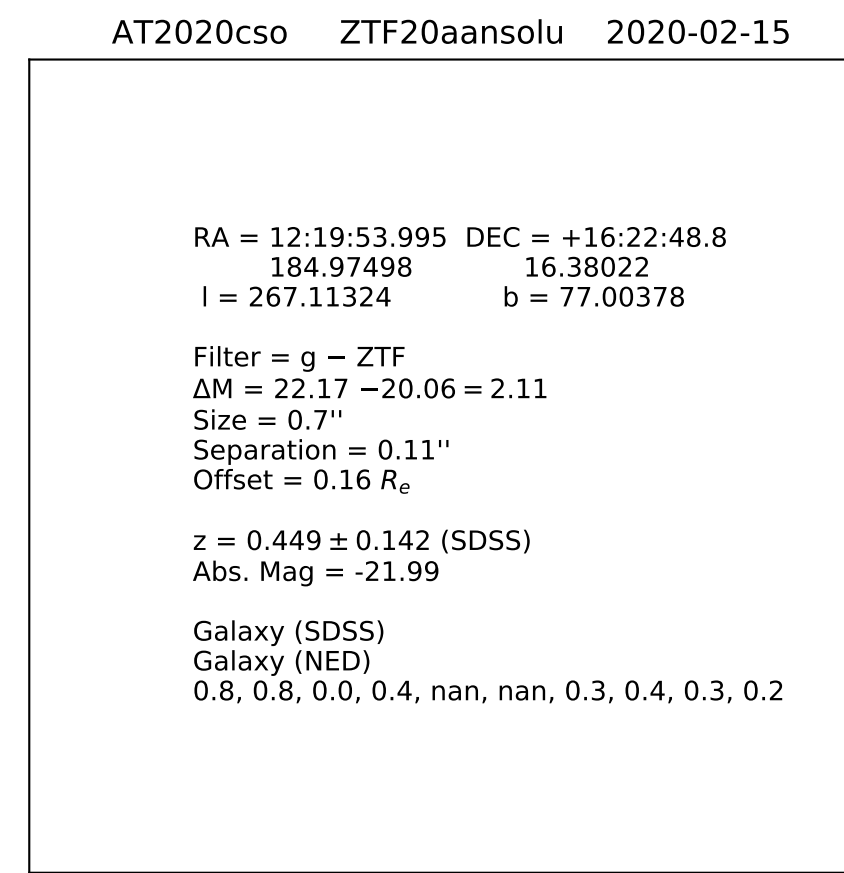 AT2020cso ZTF20aansolu 2020-02-15
RA = 12:19:53.995 DEC = +16:22:48.8
184.97498 16.38022
l = 267.11324 b = 77.00378
Filter = g − ZTF
ΔM = 22.17 −20.06 = 2.11
Size = 0.7''
Separation = 0.11''
Offset = 0.16 Rₑ
z = 0.449 ± 0.142 (SDSS)
Abs. Mag = -21.99
Galaxy (SDSS)
Galaxy (NED)
0.8, 0.8, 0.0, 0.4, nan, nan, 0.3, 0.4, 0.3, 0.2